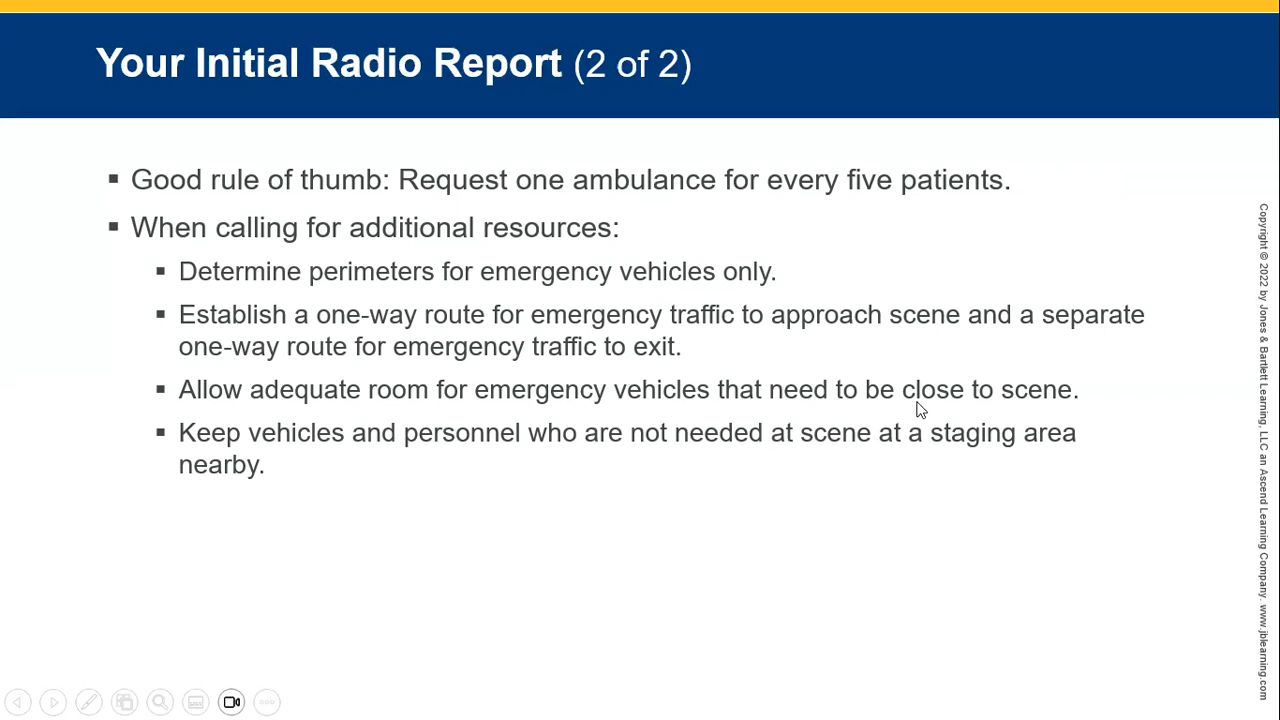 Your Initial Radio Report (2 of 2)
Good rule of thumb: Request one ambulance for every five patients.
When calling for additional resources:
Determine perimeters for emergency vehicles only.
Establish a one-way route for emergency traffic to approach scene and a separate
one-way route for emergency traffic to exit.
Allow adequate room for emergency vehicles that need to be close to scene.
Keep vehicles and personnel who are not needed at scene at a staging area
nearby.
Copyright © 2022 by Jones & Bartlett Learning, LLC an Ascend Learning Company. www.jblearning.com